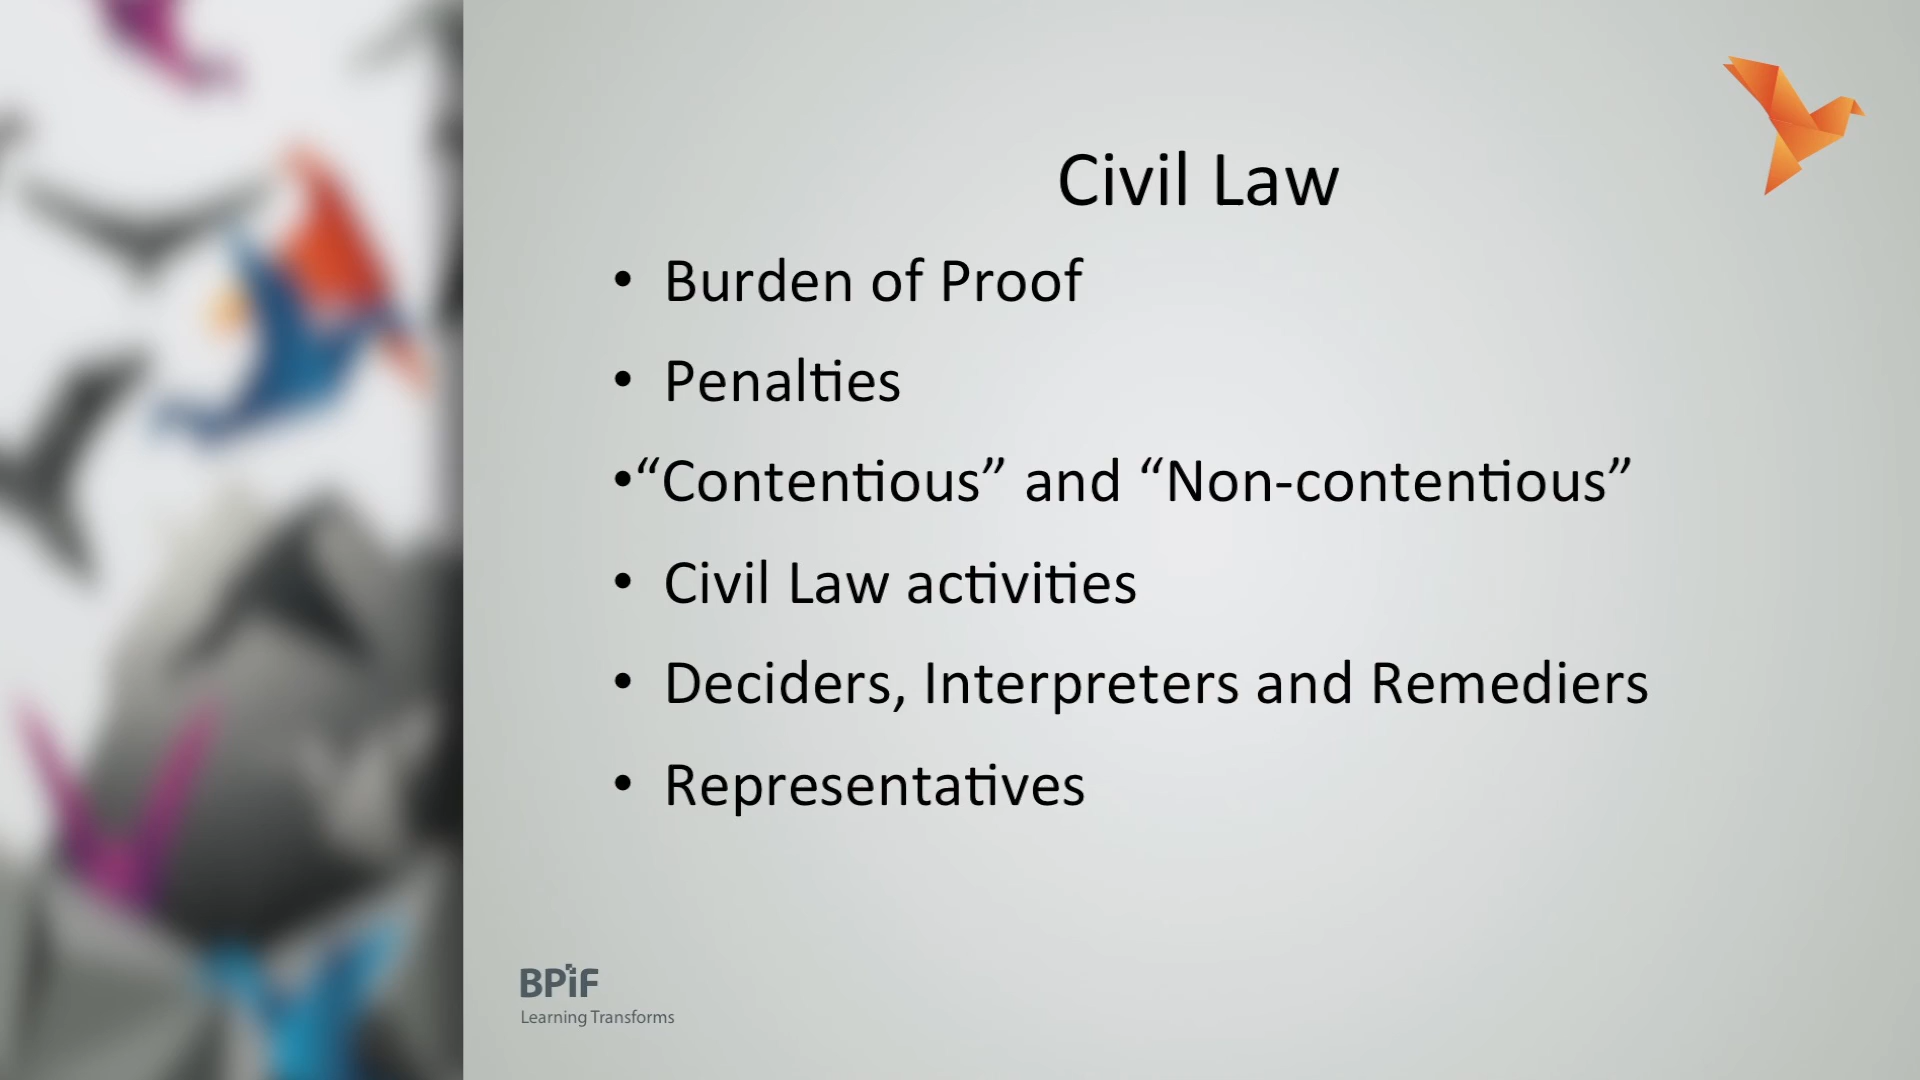 Civil Law
• Burden of Proof
• Penalties
•“Contentious” and “Non-contentious”
• Civil Law activities
• Deciders, Interpreters and Remediers
• Representatives
BPiF
Learning Transforms